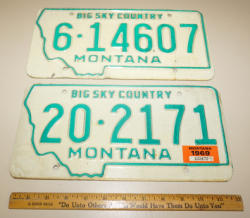 BIG SKY COUNTRY
6-14607
MONTANA
BIG SKY COUNTRY
20-2171
MONTANA
MONTANA
1969
"Do Unto Others Would Have Them Do Unto You"